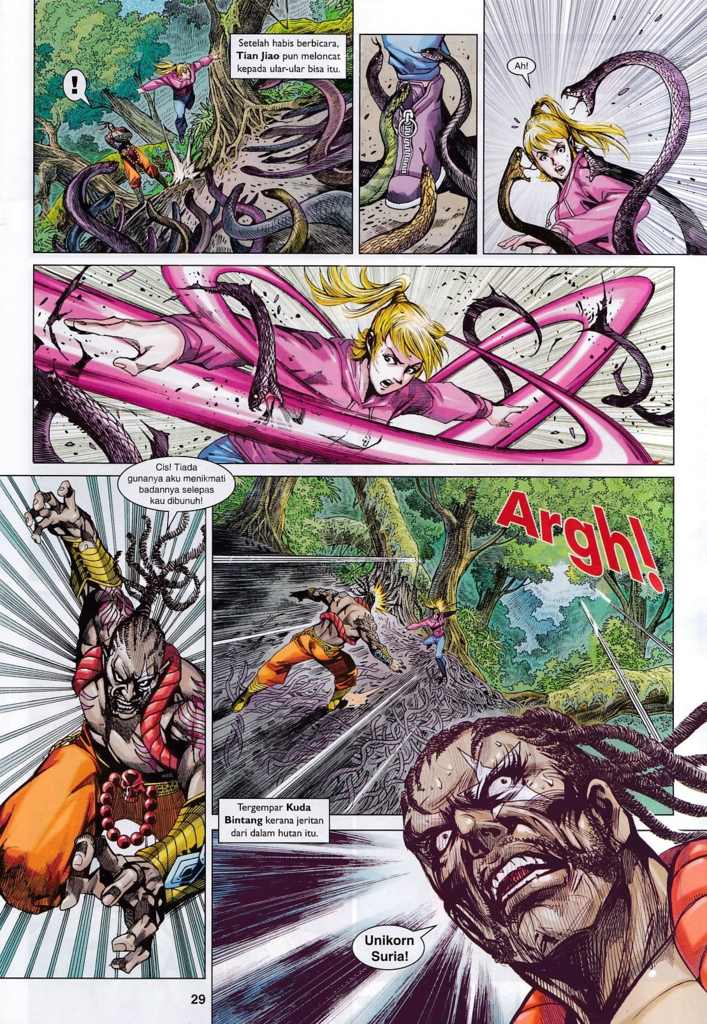 Setelah habis berbicara,
Tian Jiao pun meloncat
kepada ular-ular bisa itu.
!
Ah!
Cis! Tiada
gunanya aku menikmati
badannya selepas
kau dibunuh!
Argh!
Tergempar Kuda
Bintang kerana jeritan
dari dalam hutan itu.
Unikorn
Suria!
29